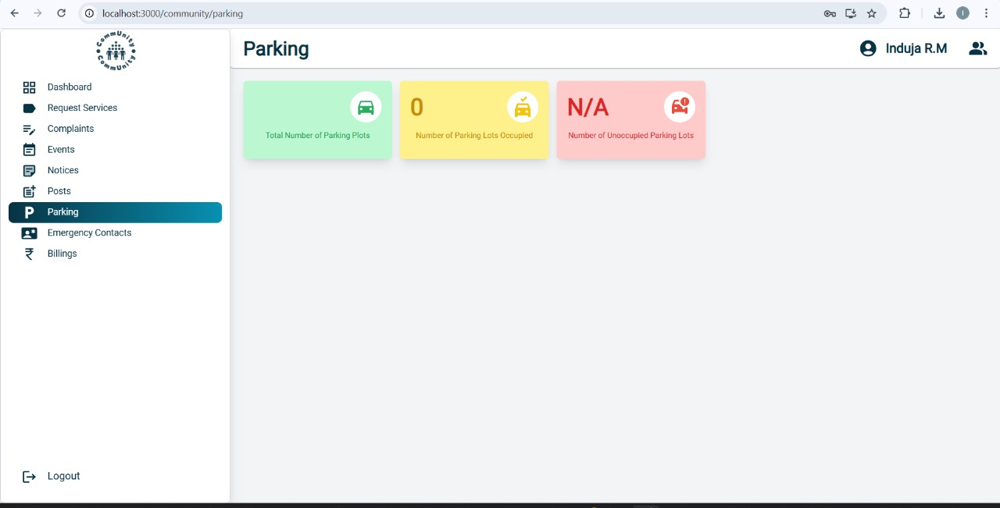 localhost:3000/community/parking
CommUnity
CommUnity
Parking
Induja R.M
Dashboard
Request Services
Complaints
Events
Notices
Posts
P Parking
Emergency Contacts
₹ Billings
Logout
Total Number of Parking Plots
0
Number of Parking Lots Occupied
N/A
Number of Unoccupied Parking Lots
I